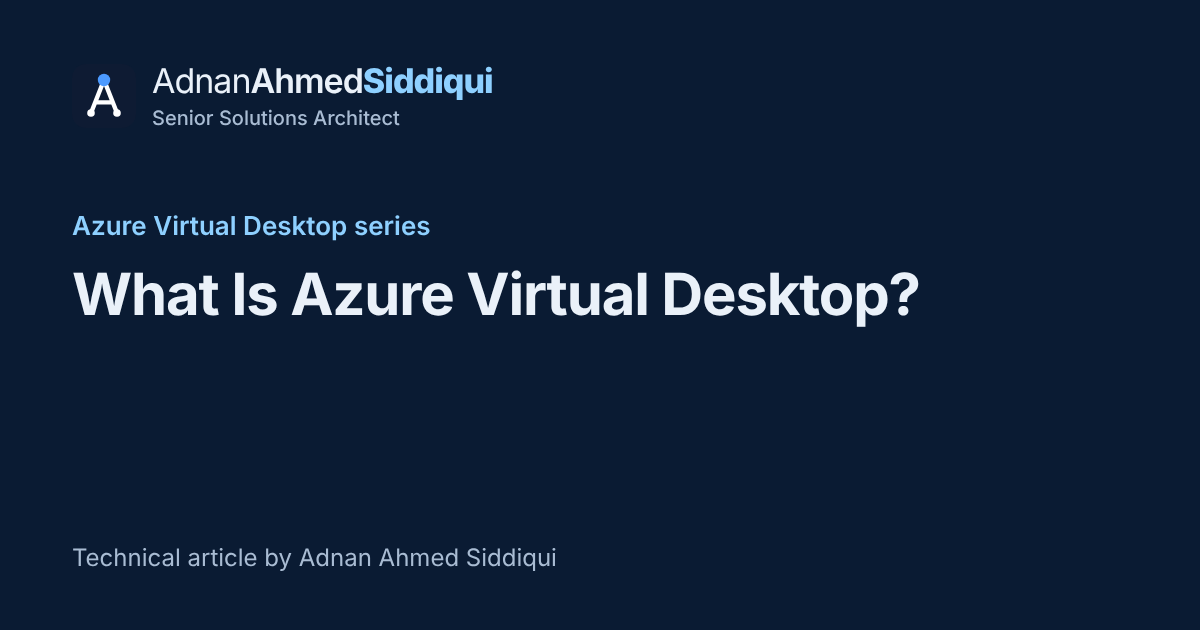 AdnanAhmedSiddiqui
Senior Solutions Architect
Azure Virtual Desktop series
What Is Azure Virtual Desktop?
Technical article by Adnan Ahmed Siddiqui